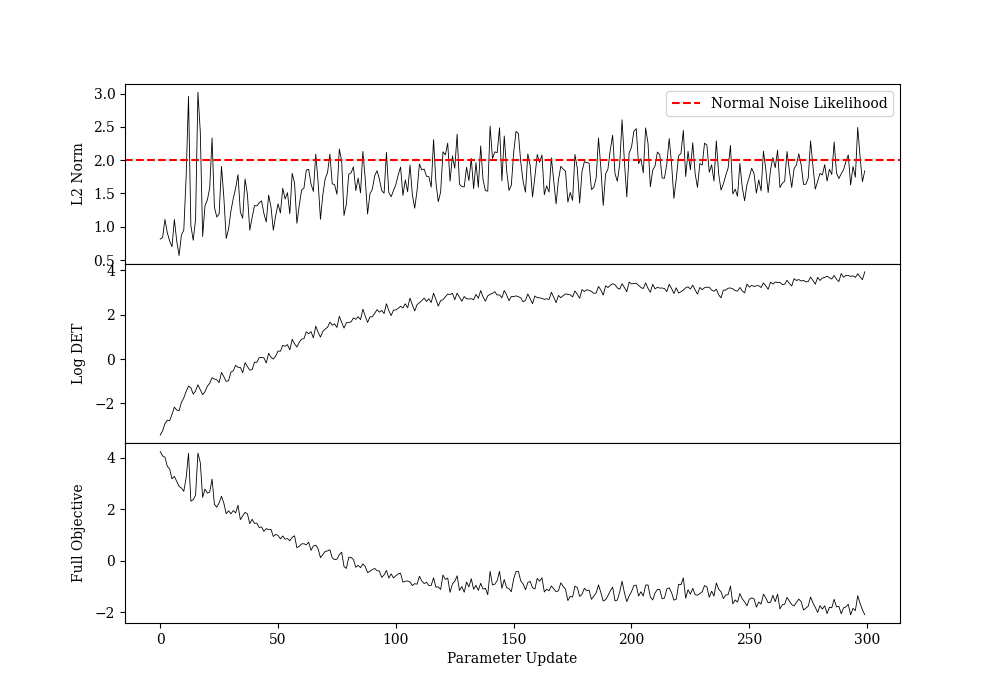 3.0
2.5
2.0
1.5
1.0
0.5
L2 Norm
Normal Noise Likelihood
4
2
0
−2
Log DET
4
2
0
−2
Full Objective
0 50 100 150 200 250 300
Parameter Update